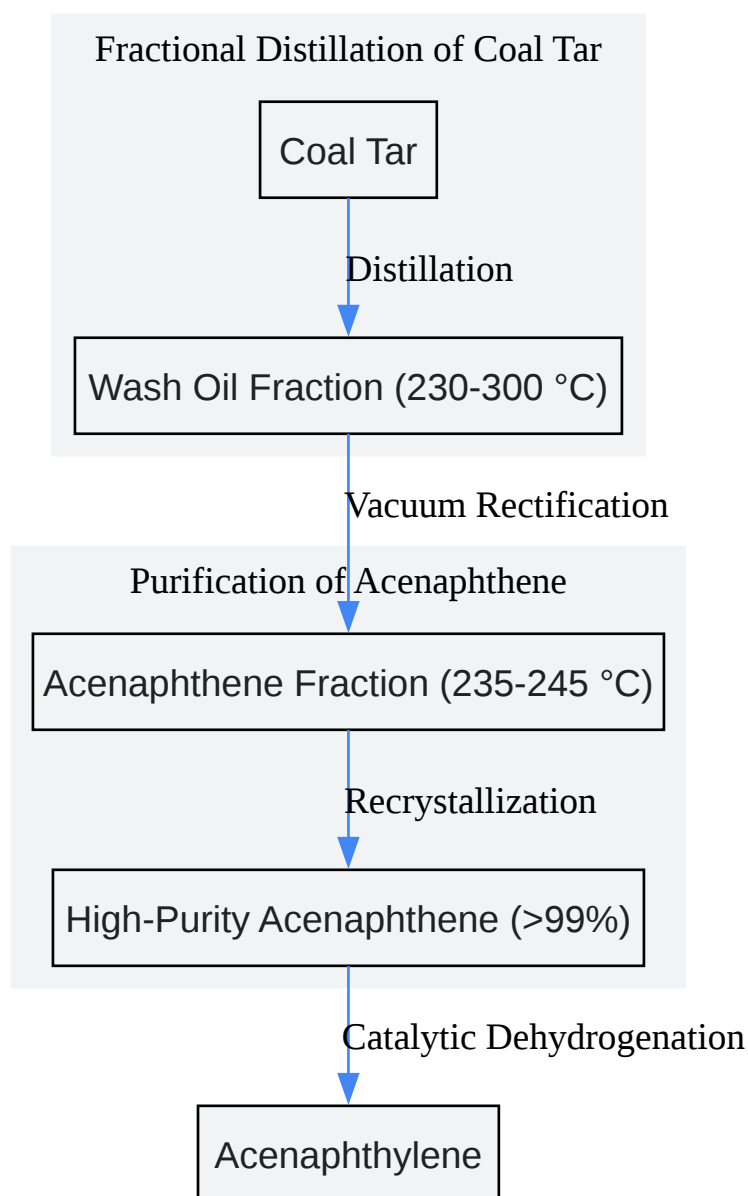 Fractional Distillation of Coal Tar
Coal Tar
Distillation
Wash Oil Fraction (230-300 °C)
Vacuum Rectification
Purification of Acenaphthene
Acenaphthene Fraction (235-245 °C)
Recrystallization
High-Purity Acenaphthene (>99%)
Catalytic Dehydrogenation
Acenaphthylene